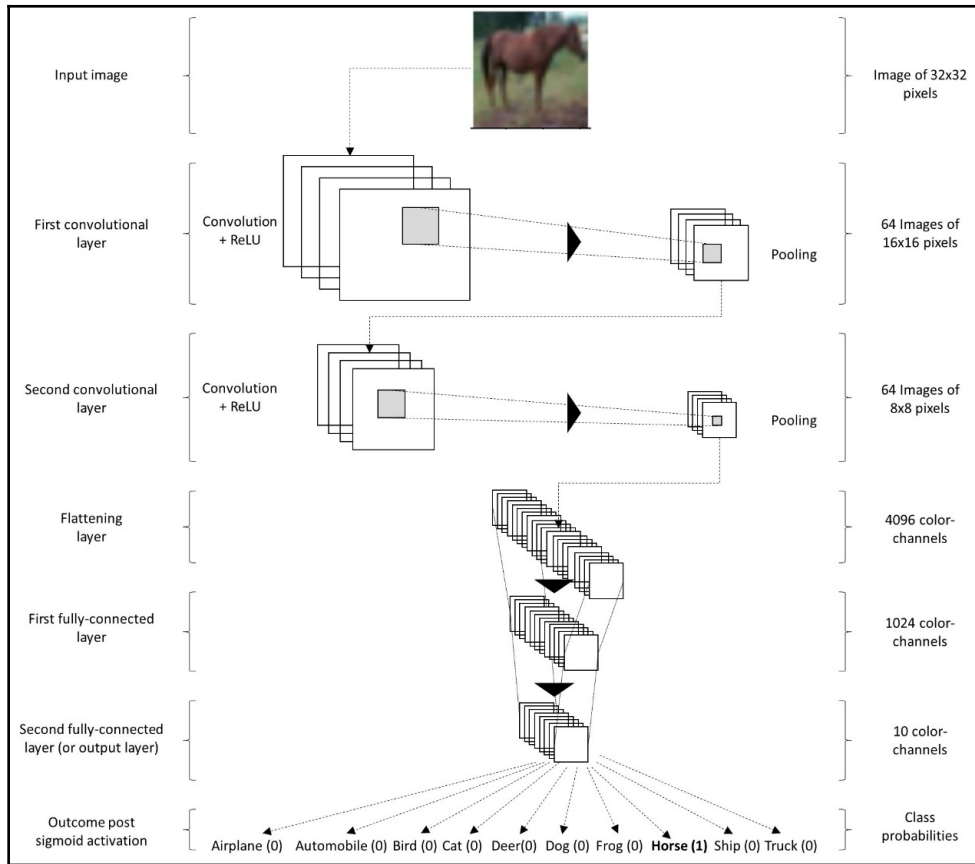 Input image
Image of 32x32
pixels
First convolutional
layer
Convolution
+ ReLU
Pooling
64 Images of
16x16 pixels
Second convolutional
layer
Convolution
+ ReLU
Pooling
64 Images of
8x8 pixels
Flattening
layer
4096 color-
channels
First fully-connected
layer
1024 color-
channels
Second fully-connected
layer (or output layer)
10 color-
channels
Outcome post
sigmoid activation
Airplane (0) Automobile (0) Bird (0) Cat (0) Deer(0) Dog (0) Frog (0) Horse (1) Ship (0) Truck (0)
Class
probabilities